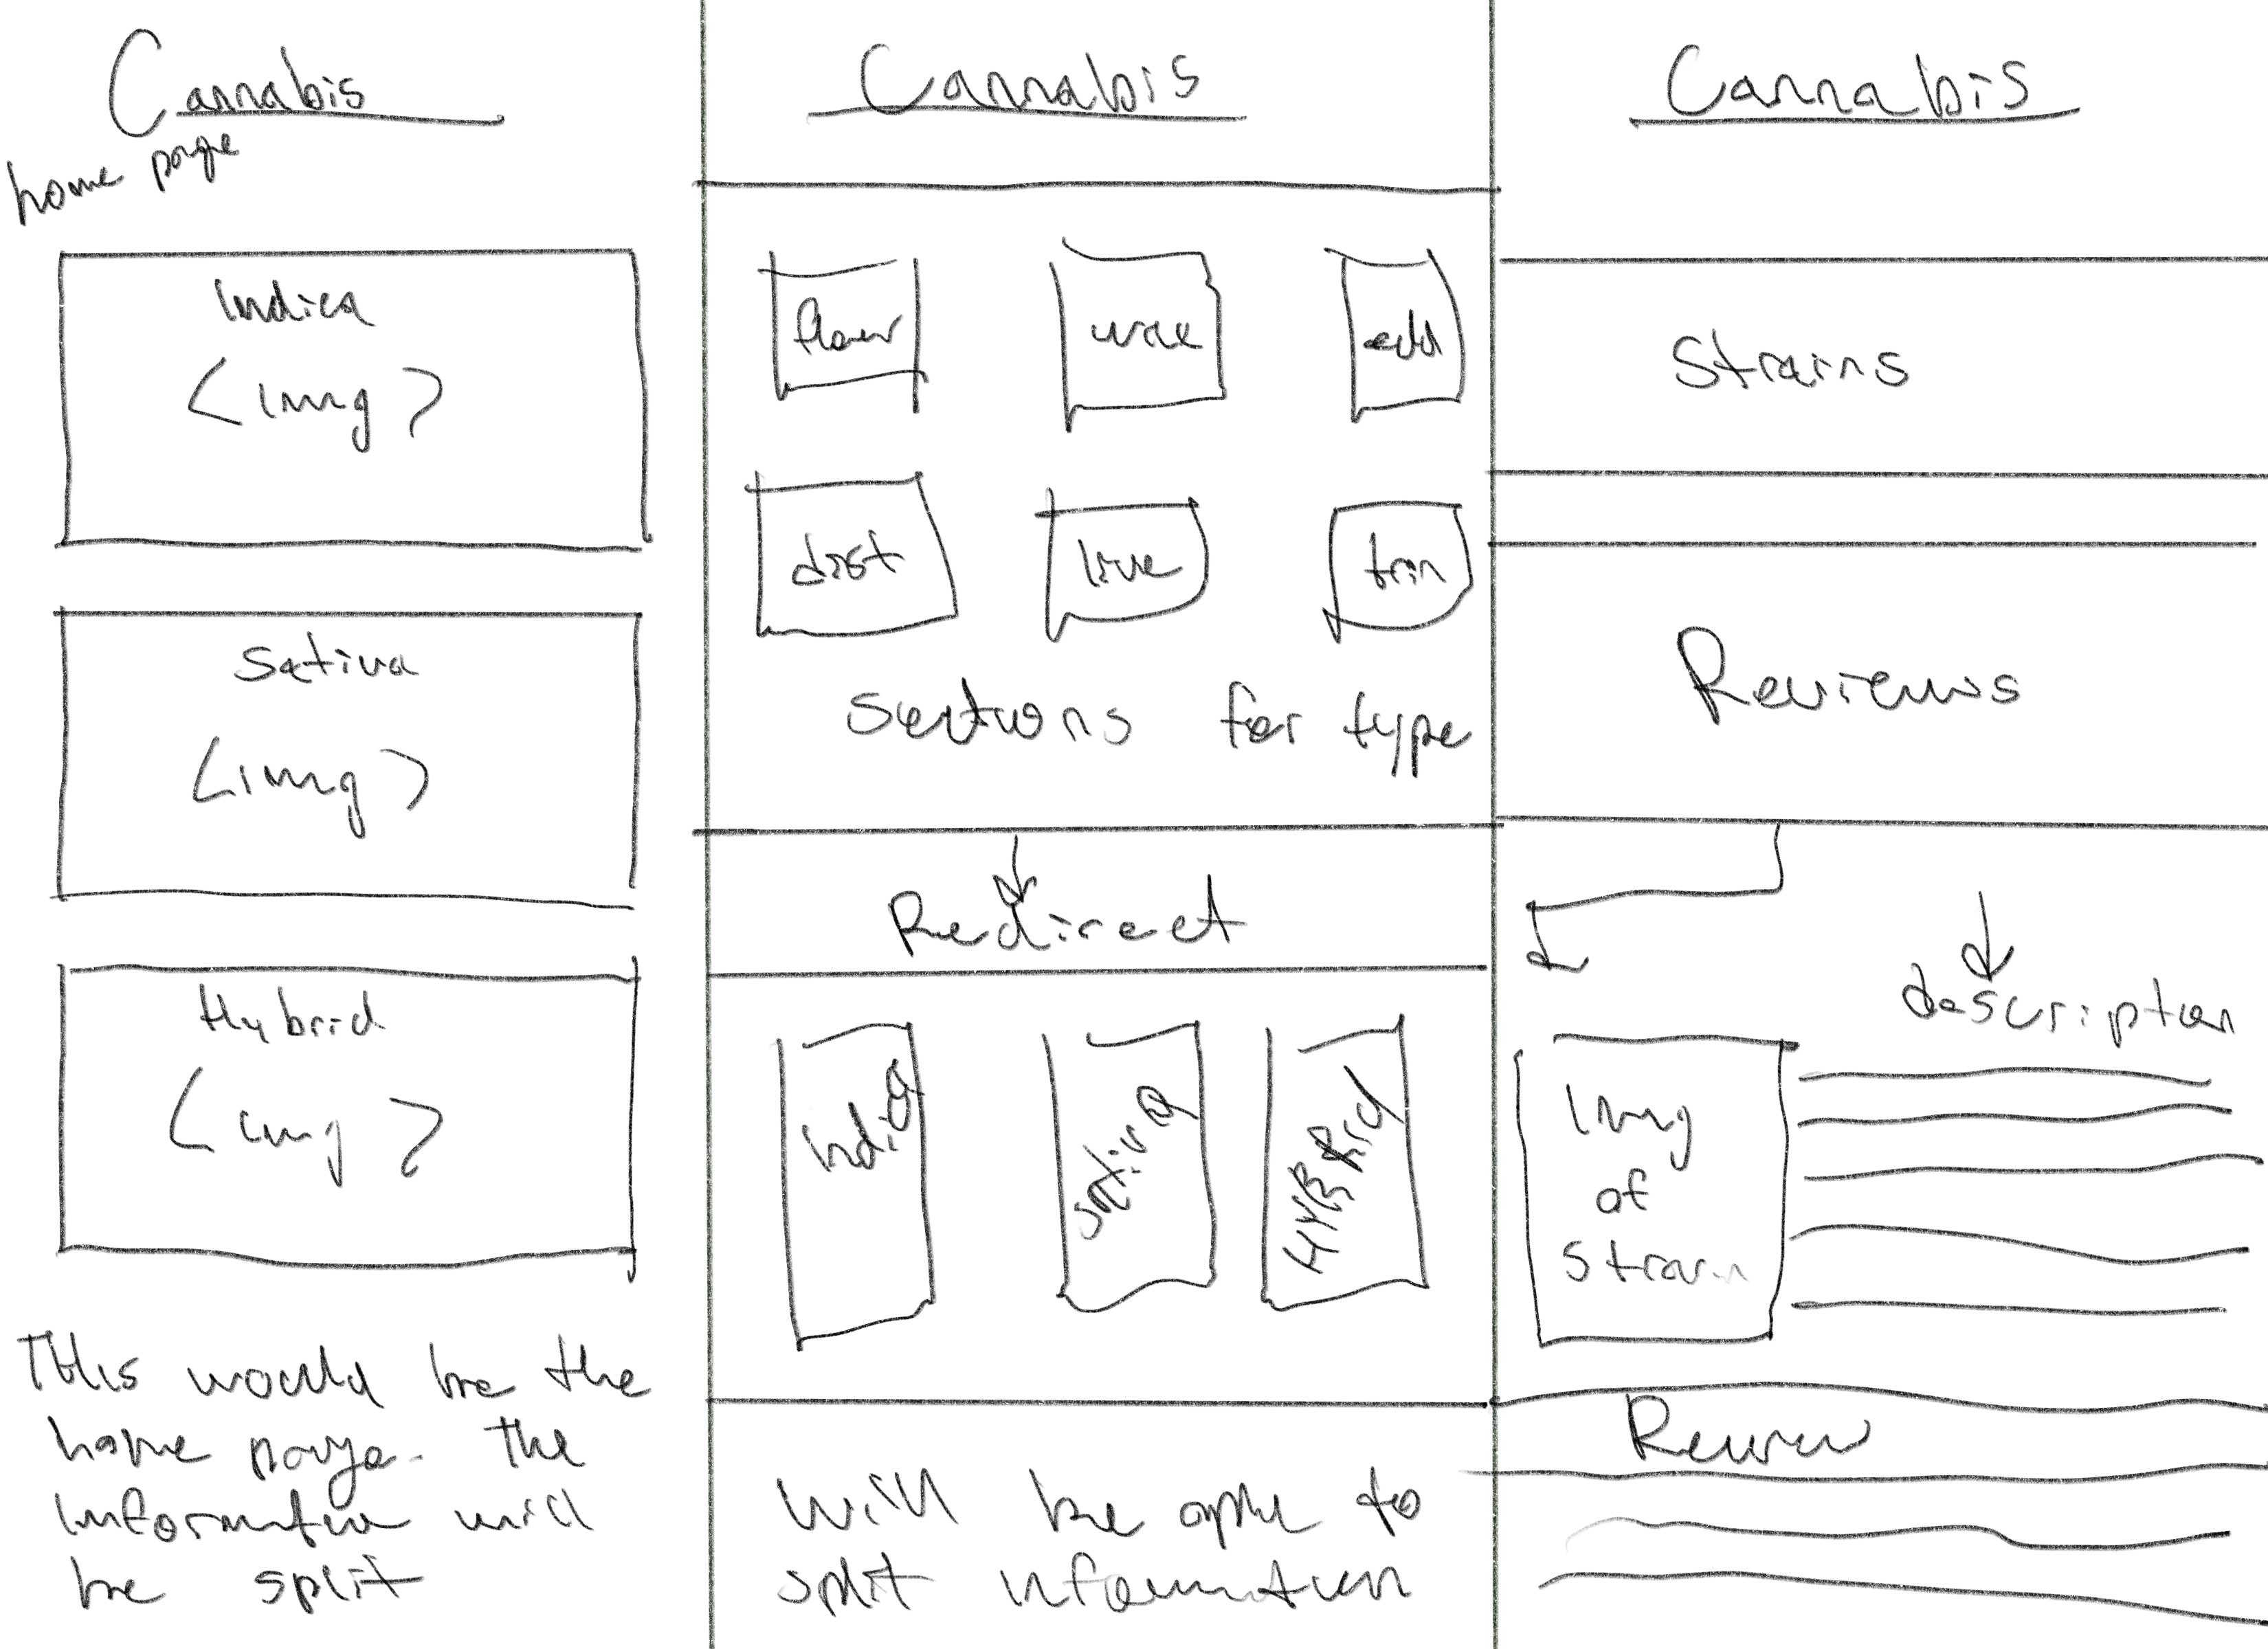 Cannabis
home page
Indica
<img>
Sativa
<img>
Hybrid
<img>
This would be the
home page. The
information will
be split
Cannabis
flower
wax
edd
dist
live
trim
sections for type
Redirect
Indica
Sativa
HYBRid
will be able to
split information
Cannabis
Strains
Reviews
description
Img
of
Strain
Review